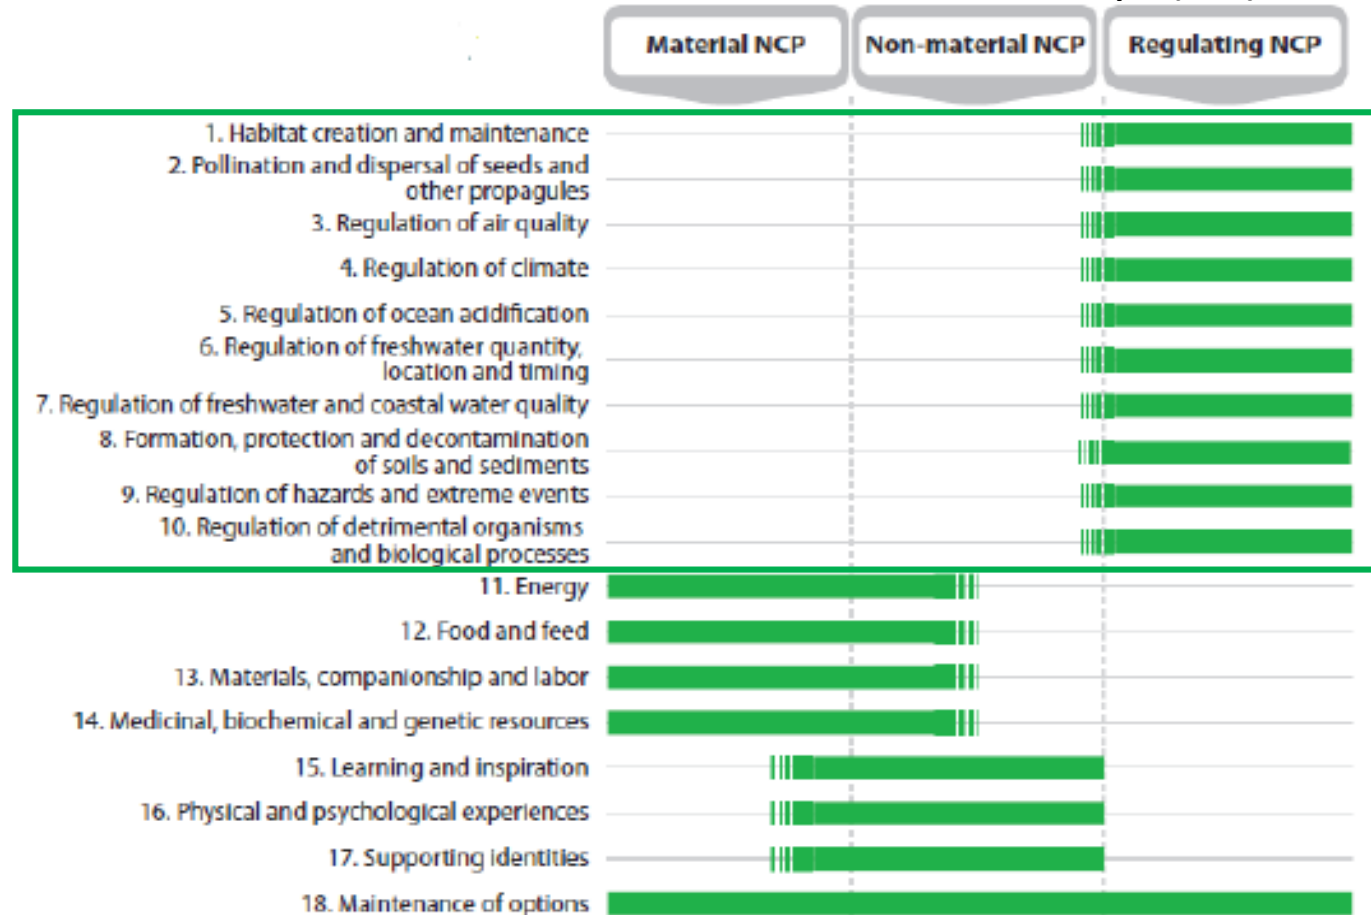 Material NCP
Non-material NCP
Regulating NCP
1. Habitat creation and maintenance
2. Pollination and dispersal of seeds and
other propagules
3. Regulation of air quality
4. Regulation of climate
5. Regulation of ocean acidification
6. Regulation of freshwater quantity,
location and timing
7. Regulation of freshwater and coastal water quality
8. Formation, protection and decontamination
of soils and sediments
9. Regulation of hazards and extreme events
10. Regulation of detrimental organisms
and biological processes
11. Energy
12. Food and feed
13. Materials, companionship and labor
14. Medicinal, biochemical and genetic resources
15. Learning and inspiration
16. Physical and psychological experiences
17. Supporting identities
18. Maintenance of options